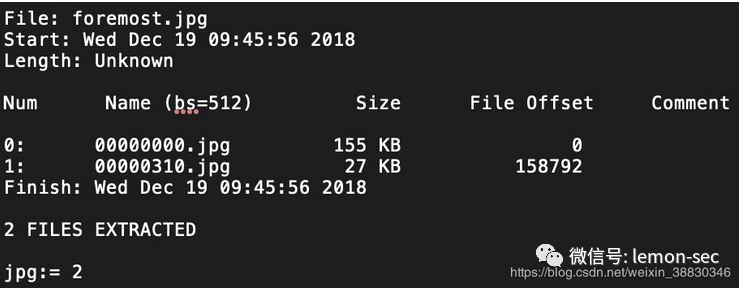 File: foremost.jpg
Start: Wed Dec 19 09:45:56 2018
Length: Unknown
Num Name (bs=512) Size File Offset Comment
0: 00000000.jpg 155 KB 0
1: 00000310.jpg 27 KB 158792
Finish: Wed Dec 19 09:45:56 2018
2 FILES EXTRACTED
微信号: lemon-sec
jpg:= 2
https://blog.csdn.net/weixin_38830346